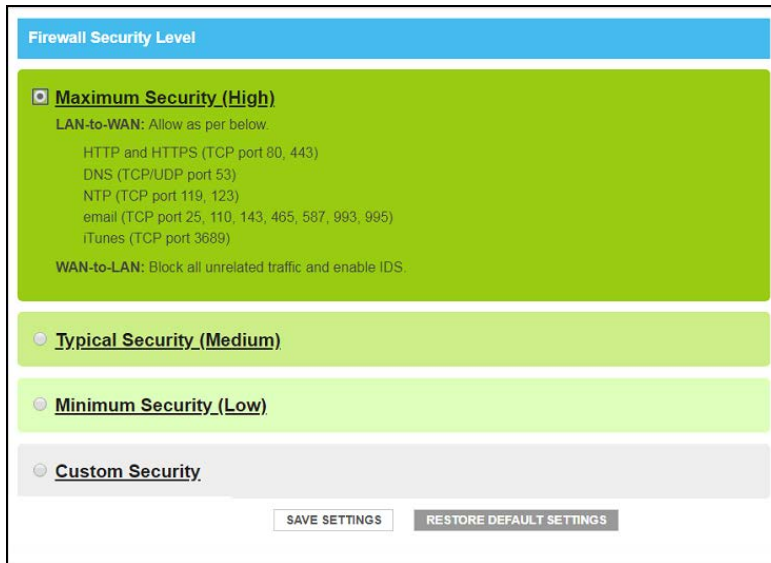 Firewall Security Level
Maximum Security (High)
LAN-to-WAN: Allow as per below.
HTTP and HTTPS (TCP port 80, 443)
DNS (TCP/UDP port 53)
NTP (TCP port 119, 123)
email (TCP port 25, 110, 143, 465, 587, 993, 995)
iTunes (TCP port 3689)
WAN-to-LAN: Block all unrelated traffic and enable IDS.
Typical Security (Medium)
Minimum Security (Low)
Custom Security
SAVE SETTINGS RESTORE DEFAULT SETTINGS